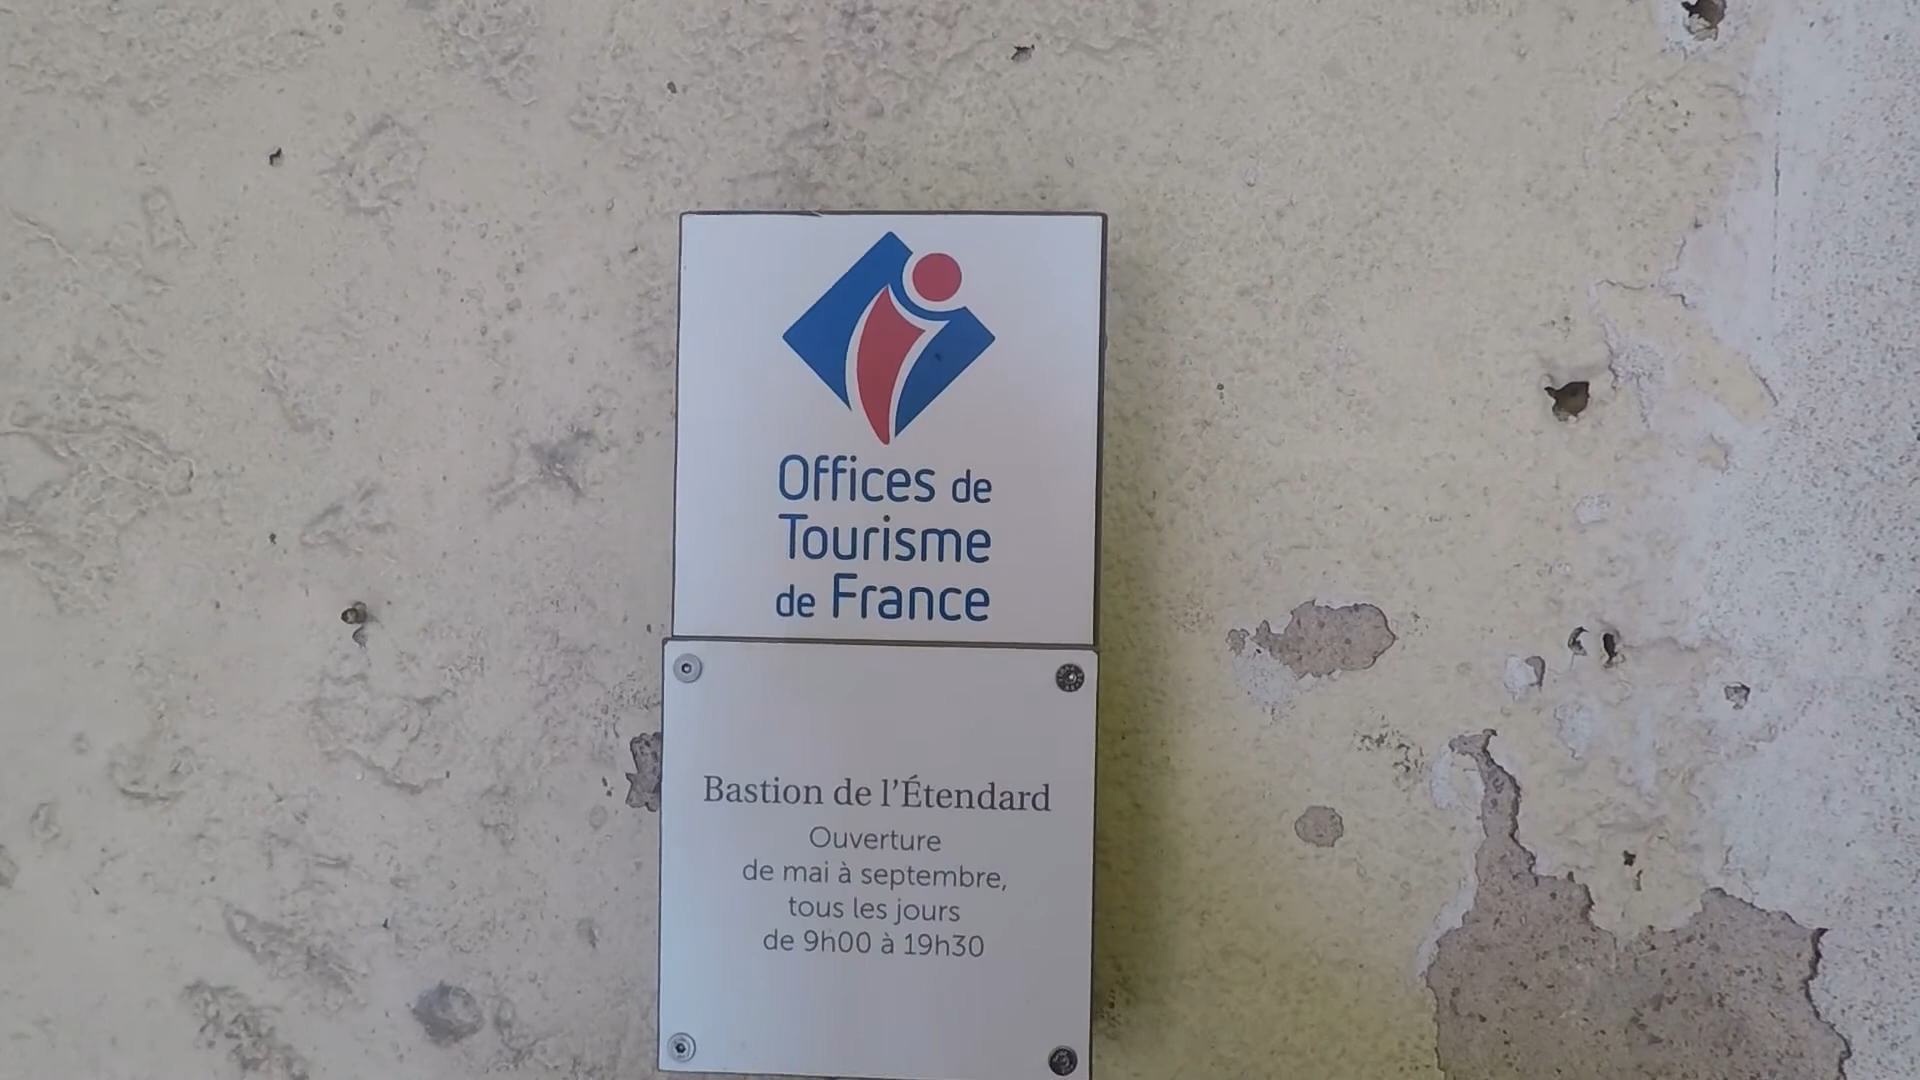 Offices de
Tourisme
de France
Bastion de l'Étendard
Ouverture
de mai à septembre,
tous les jours
de 9h00 à 19h30